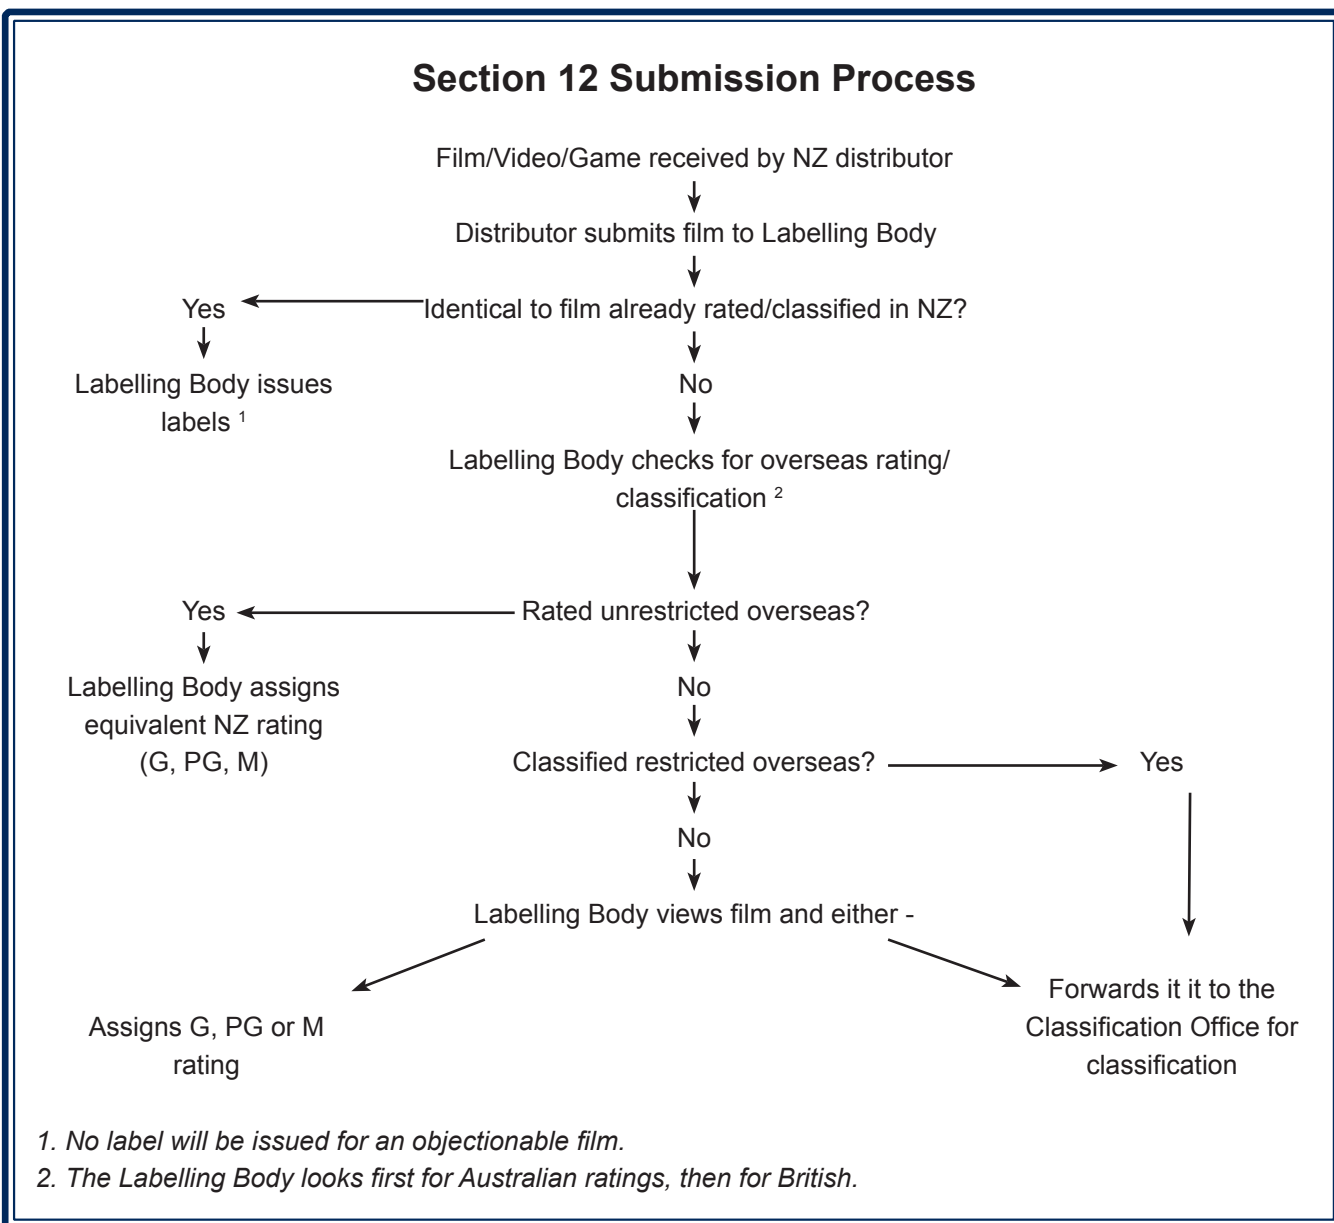 Section 12 Submission Process
Film/Video/Game received by NZ distributor
Distributor submits film to Labelling Body
Yes
Identical to film already rated/classified in NZ?
Labelling Body issues
labels 1
No
Labelling Body checks for overseas rating/
classification 2
Yes
Rated unrestricted overseas?
Labelling Body assigns
equivalent NZ rating
(G, PG, M)
No
Classified restricted overseas?
Yes
No
Labelling Body views film and either -
Assigns G, PG or M
rating
Forwards it it to the
Classification Office for
classification
1. No label will be issued for an objectionable film.
2. The Labelling Body looks first for Australian ratings, then for British.